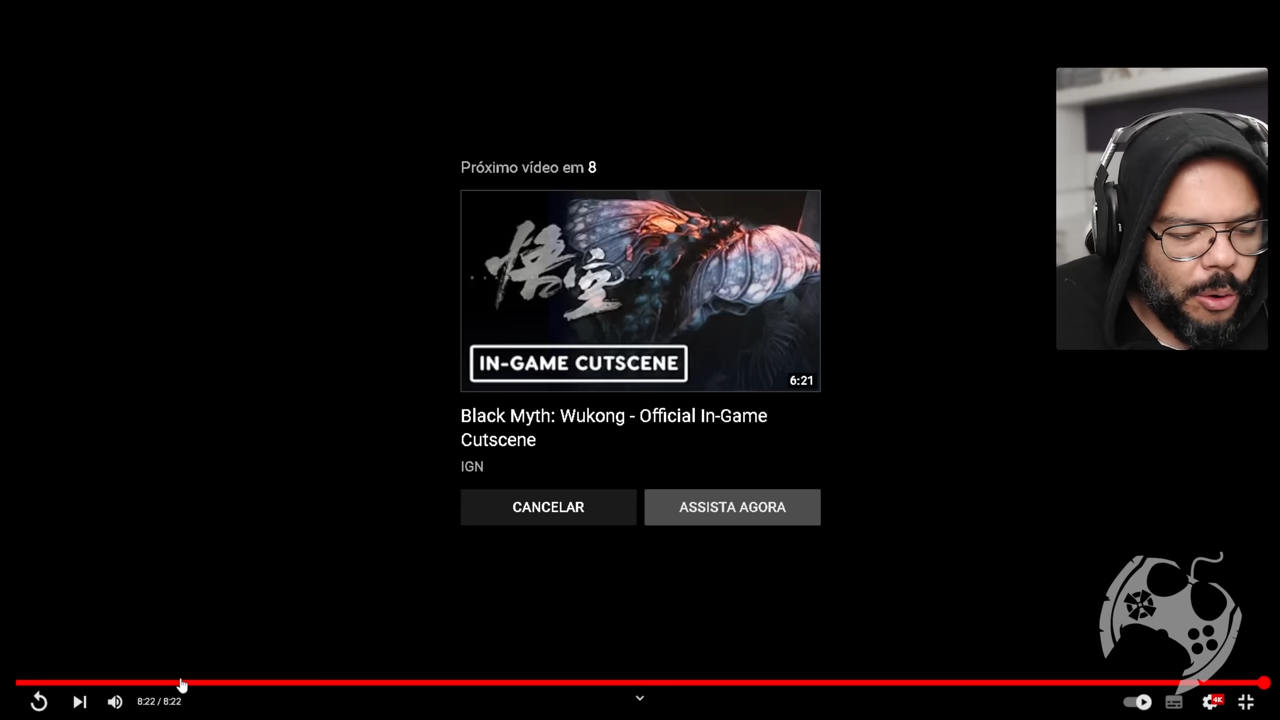 Próximo vídeo em 8
悟空
IN-GAME CUTSCENE
6:21
Black Myth: Wukong - Official In-Game
Cutscene
IGN
CANCELAR
ASSISTA AGORA
8:22 / 8:22
4K